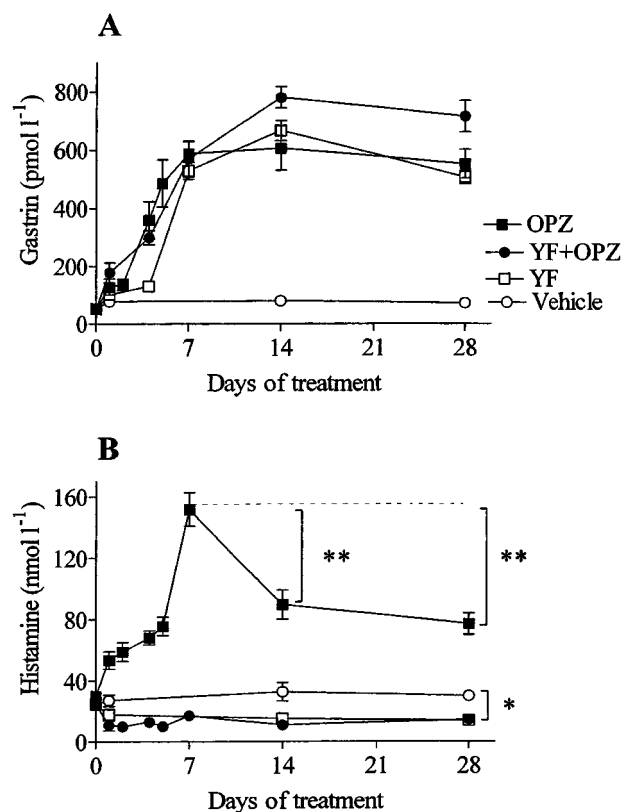 A
Gastrin (pmol l⁻¹)
800
600
400
200
0
0 7 14 21 28
Days of treatment
OPZ
YF+OPZ
YF
Vehicle
B
Histamine (nmol l⁻¹)
160
120
80
40
0
**
**
*
0 7 14 21 28
Days of treatment